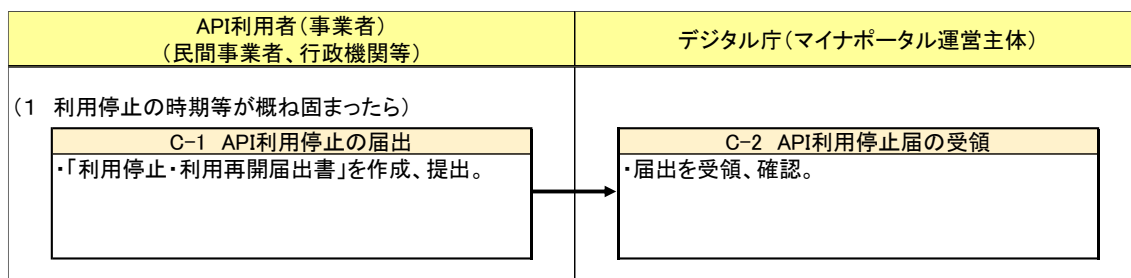 API利用者(事業者)
(民間事業者、行政機関等)
デジタル庁(マイナポータル運営主体)
(1 利用停止の時期等が概ね固まったら)
C-1 API利用停止の届出
・「利用停止・利用再開届出書」を作成、提出。
C-2 API利用停止届の受領
・届出を受領、確認。